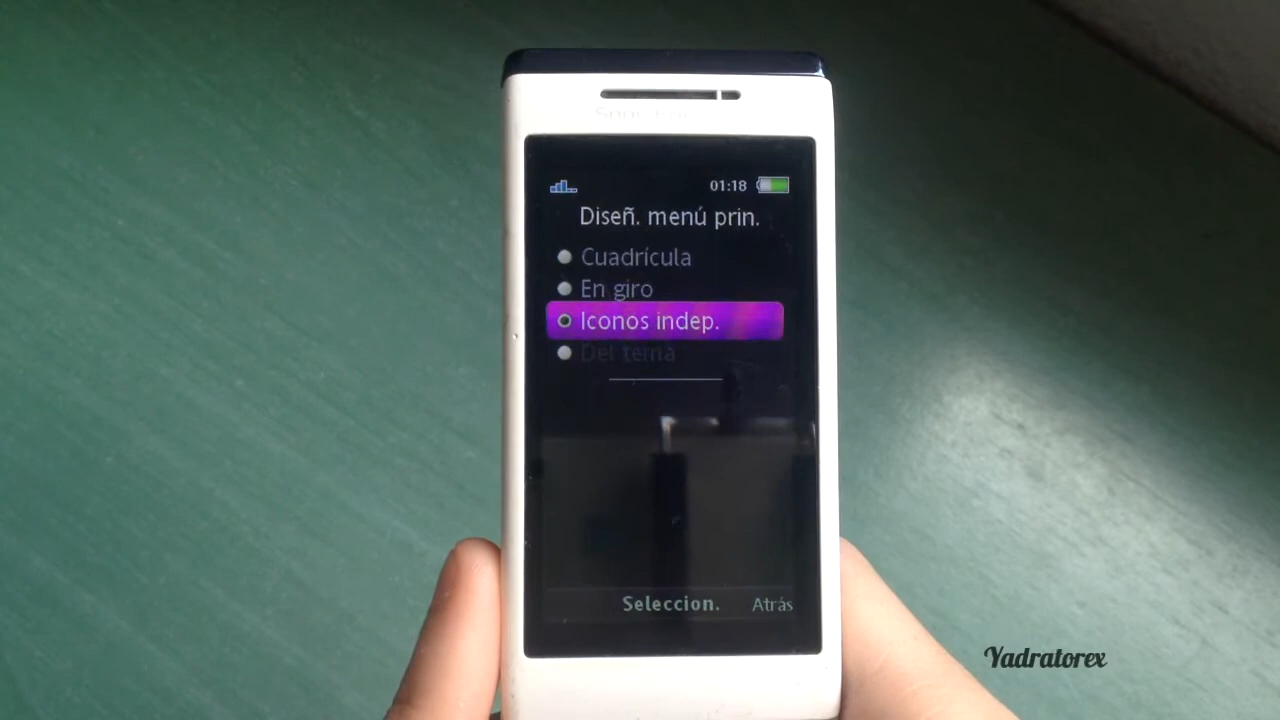 01:18
Diseñ. menú prin.
Cuadrícula
En giro
Iconos indep.
Del tema
Seleccion.
Atrás
Yadratorex